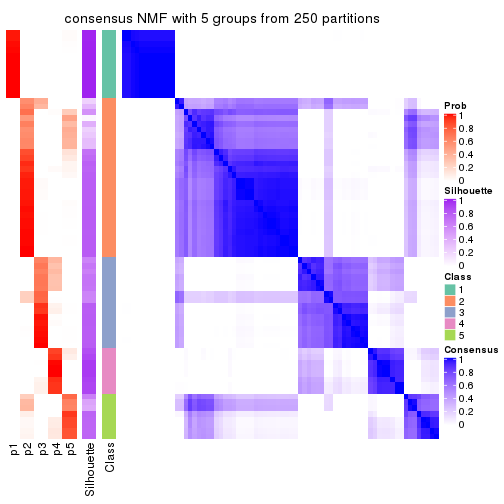 consensus NMF with 5 groups from 250 partitions
Prob
1
0.8
0.6
0.4
0.2
0
Silhouette
1
0.8
0.6
0.4
0.2
0
Class
1
2
3
4
5
Consensus
1
0.8
0.6
0.4
0.2
0
p1
p2
p3
p4
p5
Silhouette
Class